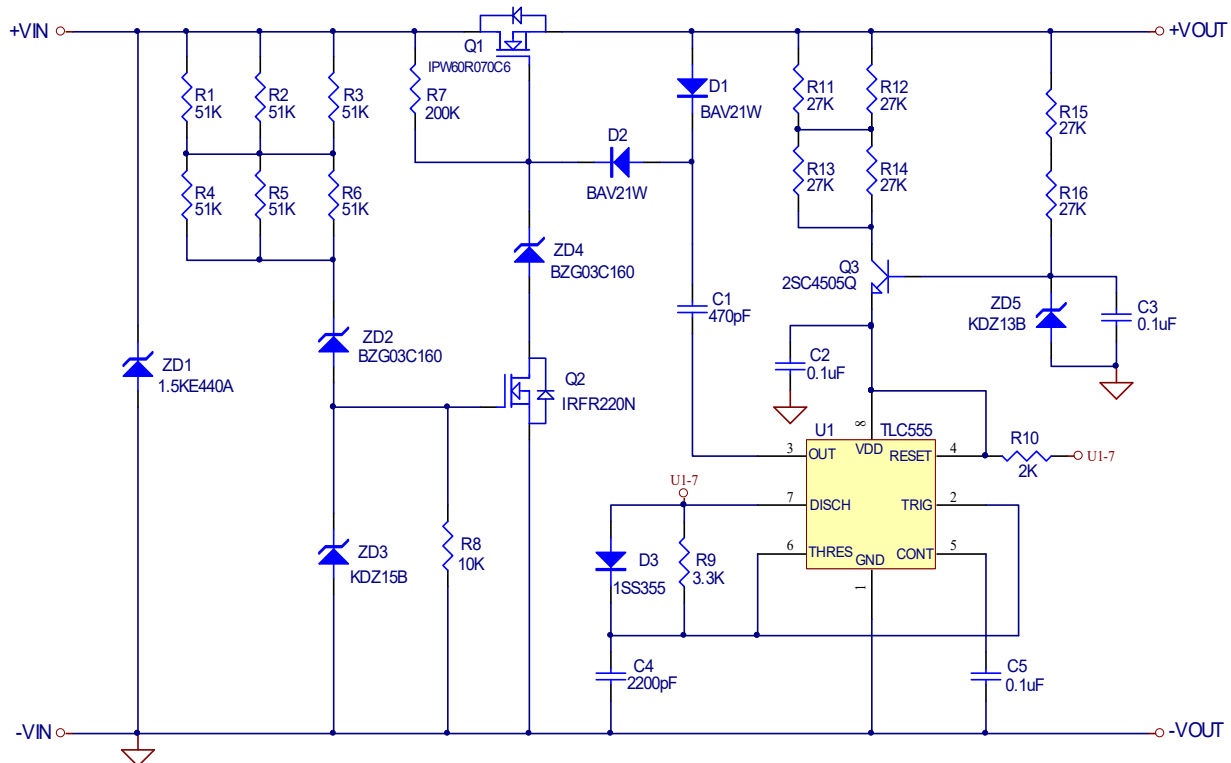 +VIN
+VOUT
Q1
IPW60R070C6
R1
51K
R2
51K
R3
51K
R7
200K
D1
BAV21W
R11
27K
R12
27K
R15
27K
D2
BAV21W
R4
51K
R5
51K
R6
51K
R13
27K
R14
27K
R16
27K
ZD4
BZG03C160
Q3
2SC4505Q
C1
470pF
ZD5
KDZ13B
C3
0.1uF
ZD2
BZG03C160
ZD1
1.5KE440A
C2
0.1uF
Q2
IRFR220N
U1
TLC555
8
VDD
3
OUT
RESET
4
R10
2K
U1-7
U1-7
7
DISCH
TRIG
2
6
THRES
GND
CONT
5
1
ZD3
KDZ15B
R8
10K
D3
1SS355
R9
3.3K
C4
2200pF
C5
0.1uF
-VIN
-VOUT